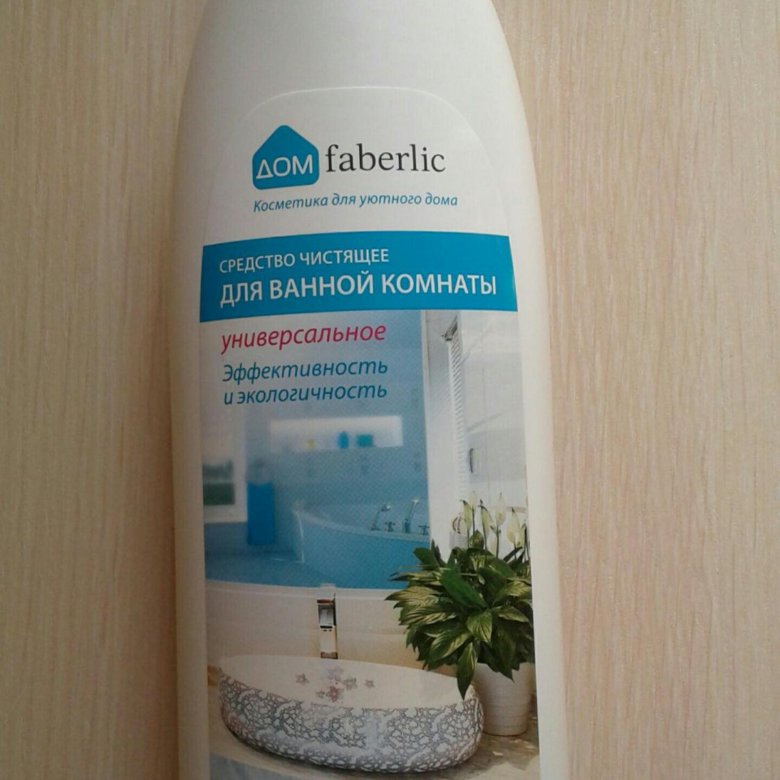 ДОМ faberlic
Косметика для уютного дома
СРЕДСТВО ЧИСТЯЩЕЕ
ДЛЯ ВАННОЙ КОМНАТЫ
универсальное
Эффективность
и экологичность